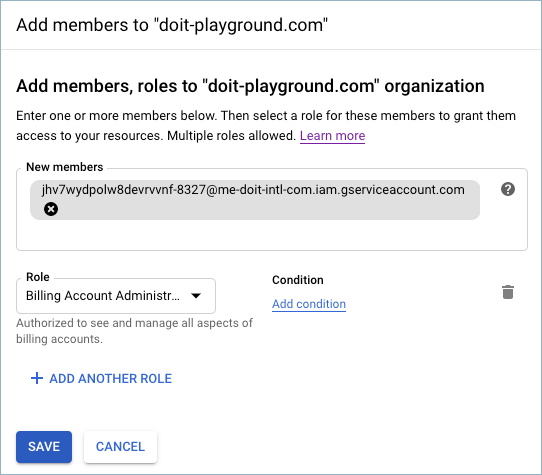 Add members to "doit-playground.com"
Add members, roles to "doit-playground.com" organization
Enter one or more members below. Then select a role for these members to grant them
access to your resources. Multiple roles allowed. Learn more
New members
jhv7wydpolw8devrvvnf-8327@me-doit-intl-com.iam.gserviceaccount.com
Role
Condition
Billing Account Administr...
Add condition
Authorized to see and manage all aspects of
billing accounts.
ADD ANOTHER ROLE
SAVE
CANCEL